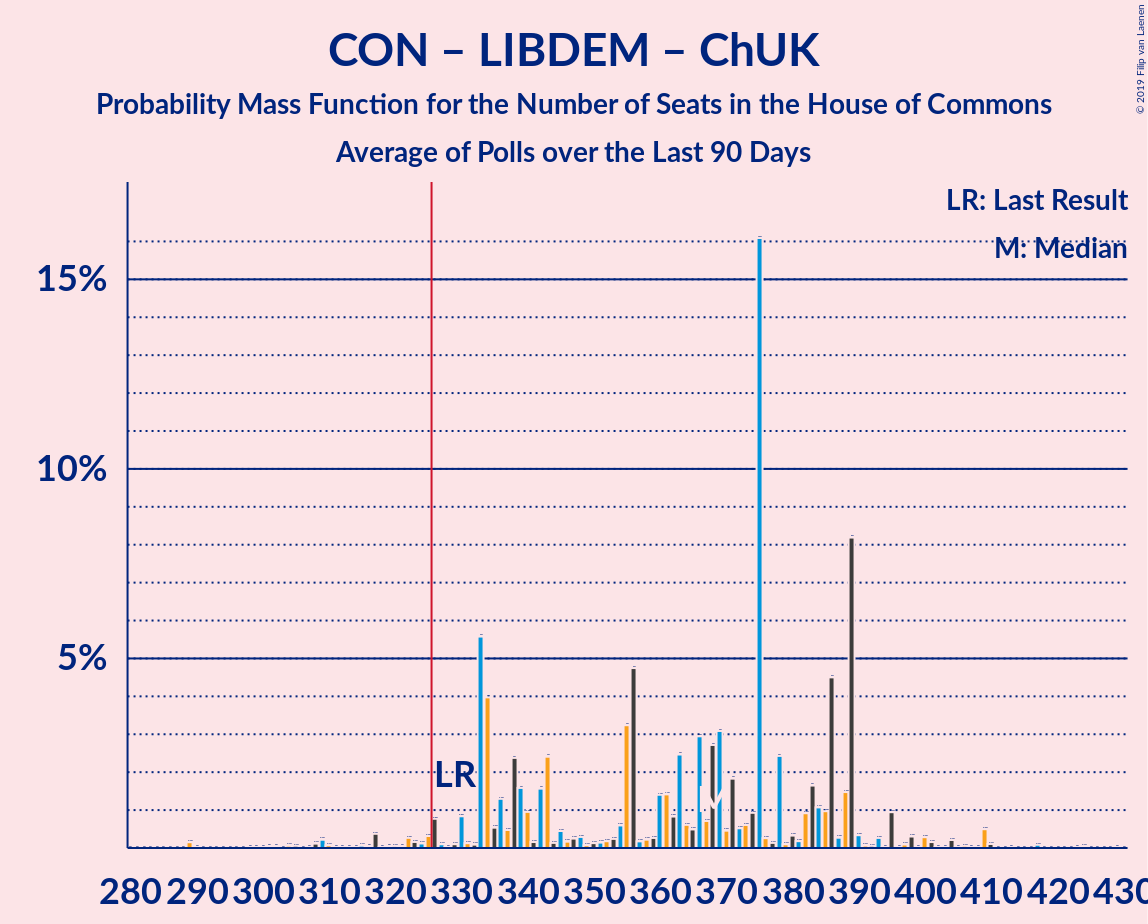 CON – LIBDEM – ChUK
Probability Mass Function for the Number of Seats in the House of Commons
Average of Polls over the Last 90 Days
© 2019 Filip van Laenen
LR: Last Result
M: Median
15%
10%
5%
LR
M
280 290 300 310 320 330 340 350 360 370 380 390 400 410 420 430